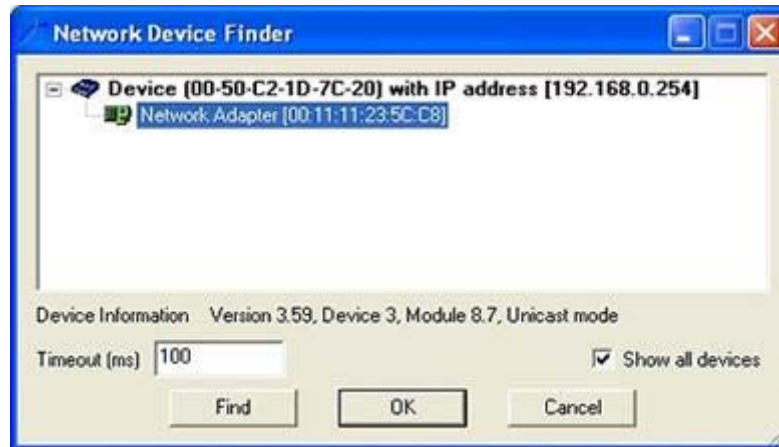 Network Device Finder
Device (00-50-C2-1D-7C-20) with IP address [192.168.0.254]
Network Adapter [00:11:11:23:5C:C8]
Device Information Version 3.59, Device 3, Module 8.7, Unicast mode
Timeout (ms) 100 Show all devices
Find OK Cancel